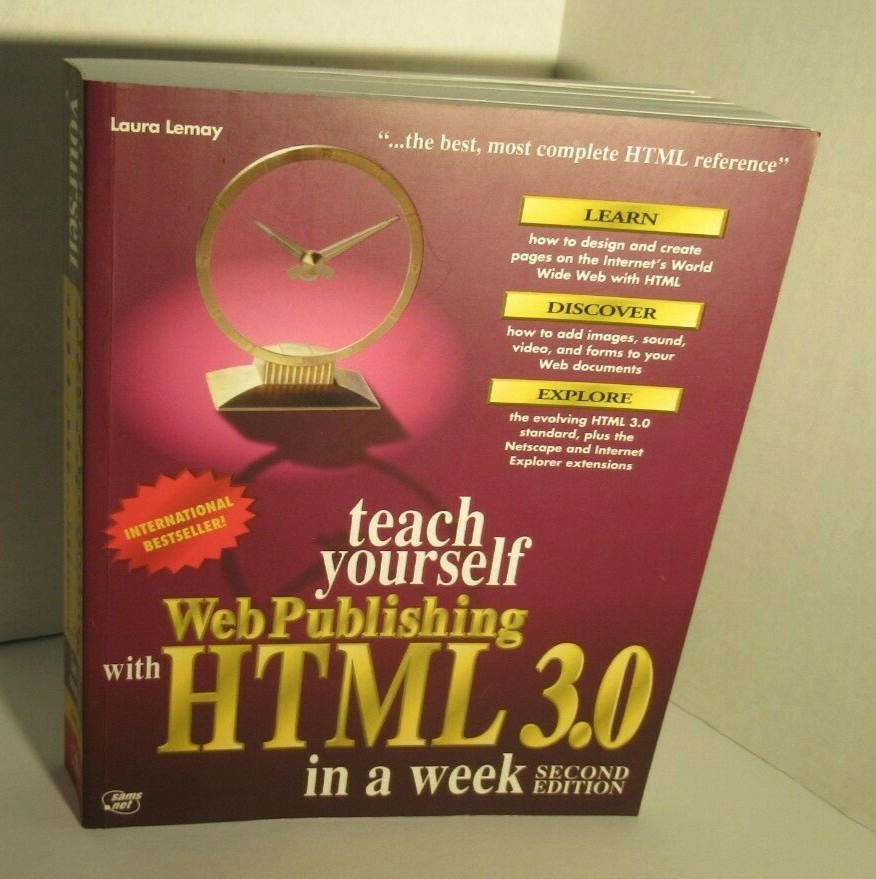 Laura Lemay
"...the best, most complete HTML reference"
LEARN
how to design and create
pages on the Internet's World
Wide Web with HTML
DISCOVER
how to add images, sound,
video, and forms to your
Web documents
EXPLORE
the evolving HTML 3.0
standard, plus the
Netscape and Internet
Explorer extensions
INTERNATIONAL
BESTSELLER!
teach
yourself
Web Publishing
with HTML 3.0
in a week SECOND
EDITION
sams
.net
yourself